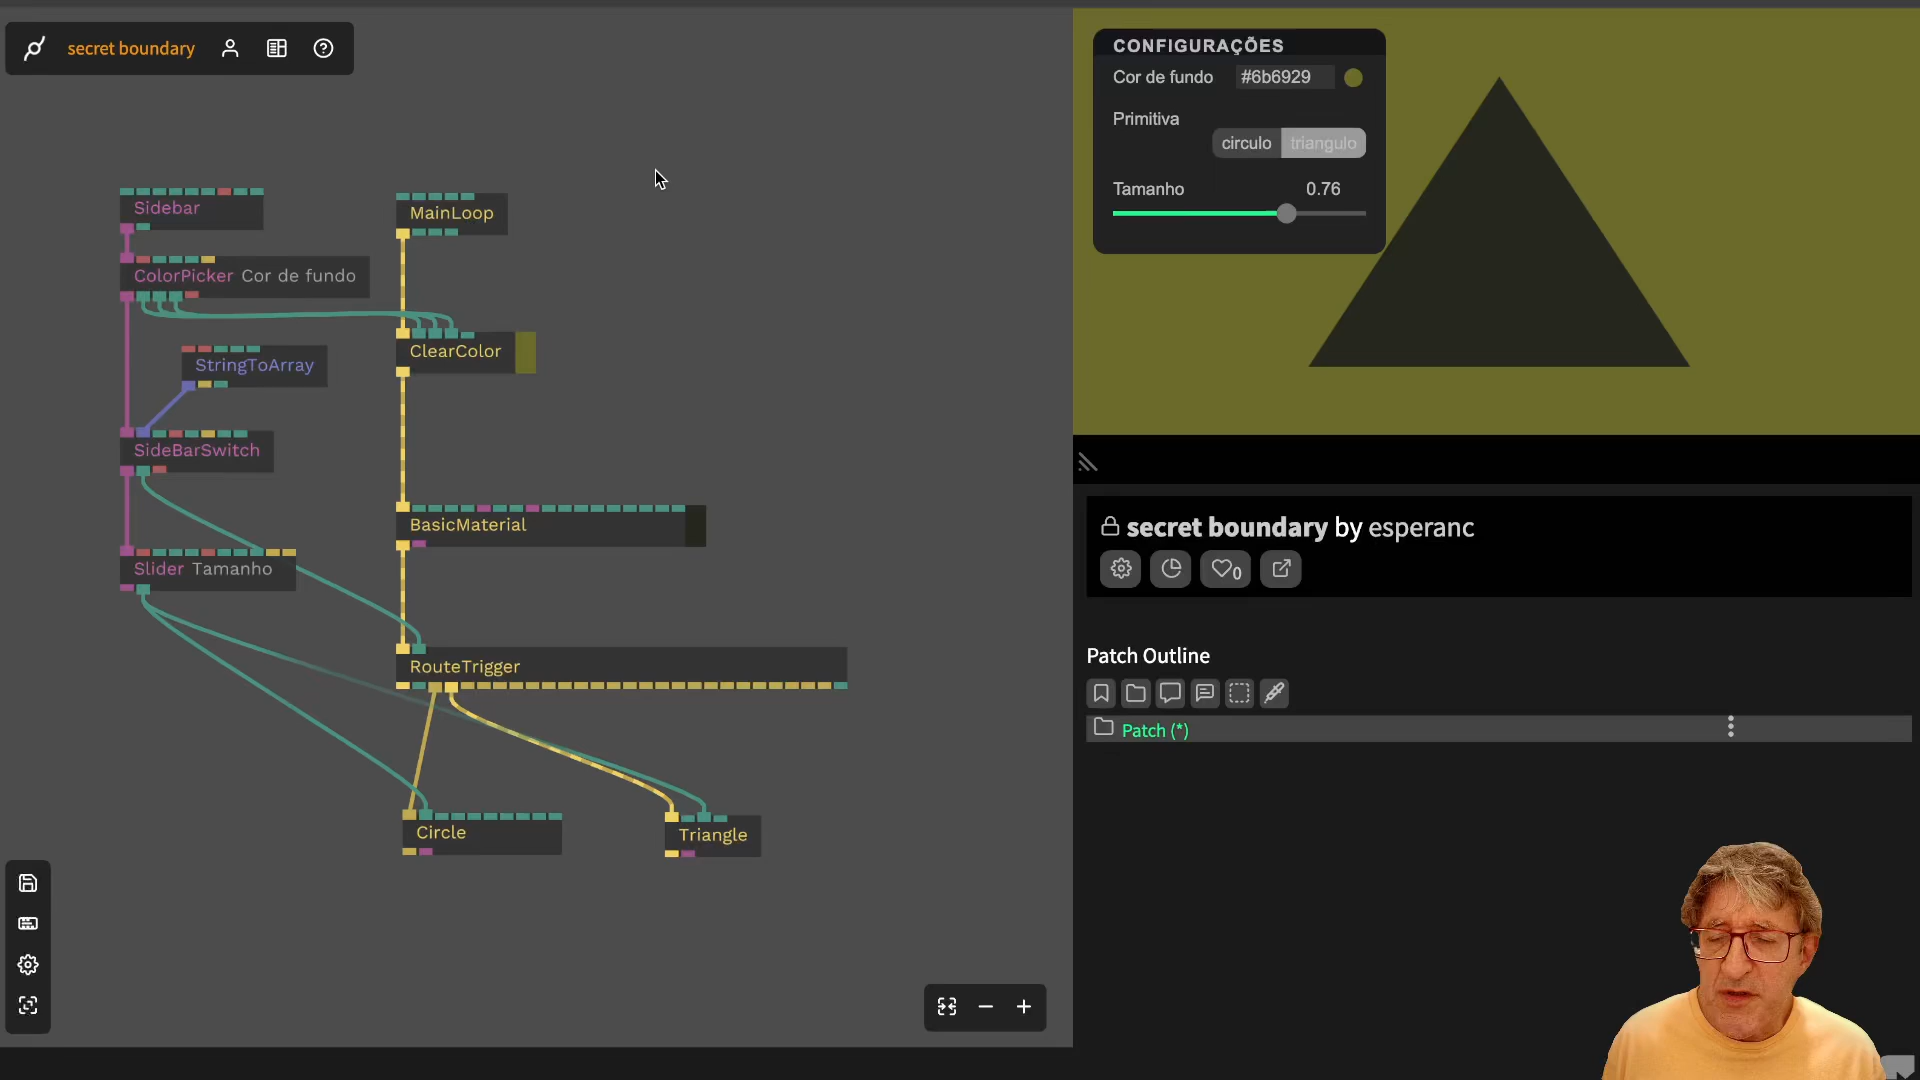 secret boundary
Sidebar
MainLoop
ColorPicker Cor de fundo
ClearColor
StringToArray
SideBarSwitch
BasicMaterial
Slider Tamanho
RouteTrigger
Circle
Triangle
CONFIGURAÇÕES
Cor de fundo #6b6929
Primitiva
circulo triangulo
Tamanho 0.76
secret boundary by esperanc
0
Patch Outline
Patch (*)